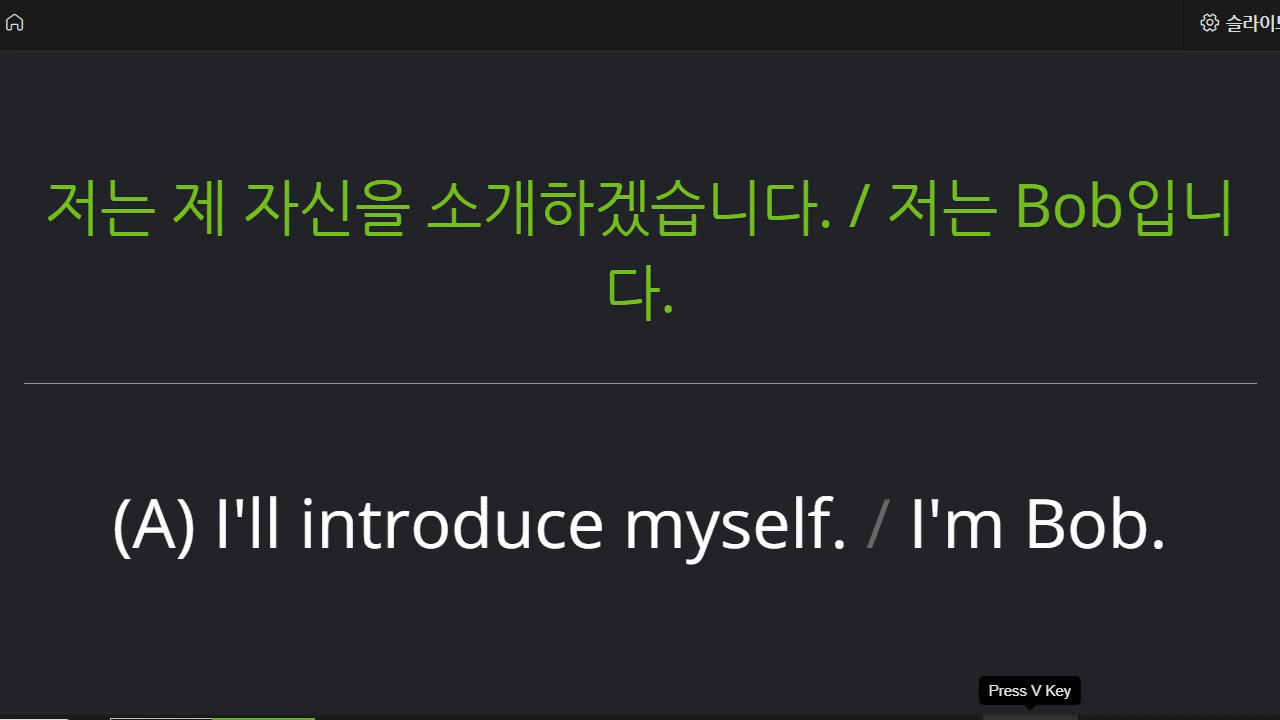 슬라이드
저는 제 자신을 소개하겠습니다. / 저는 Bob입니
다.
(A) I'll introduce myself. / I'm Bob.
Press V Key